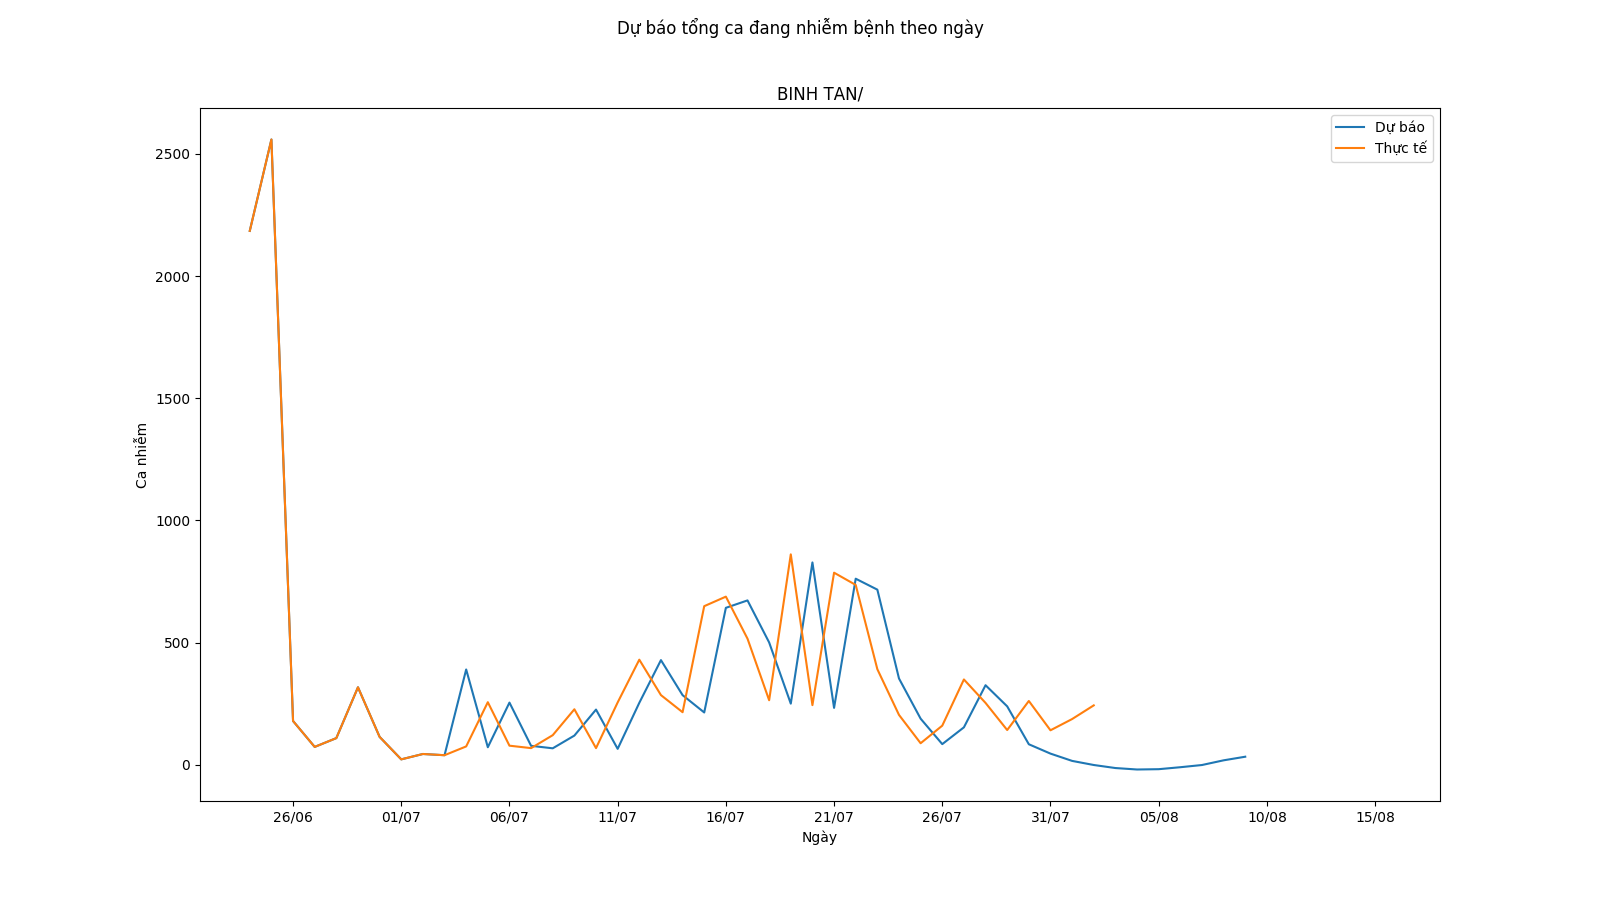 Dự báo tổng ca đang nhiễm bệnh theo ngày
BINH TAN/
Dự báo
Thực tế
2500
2000
1500
1000
500
0
Ca nhiễm
26/06
01/07
06/07
11/07
16/07
21/07
26/07
31/07
05/08
10/08
15/08
Ngày